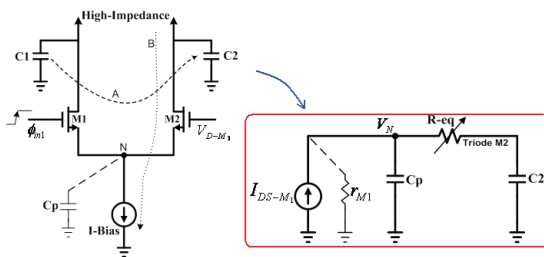 High-Impedance
B
C1
C2
A
M1
M2
ϕin1
VD-M1
N
Cp
I-Bias
VN
R-eq
Triode M2
IDS-M1
rM1
Cp
C2